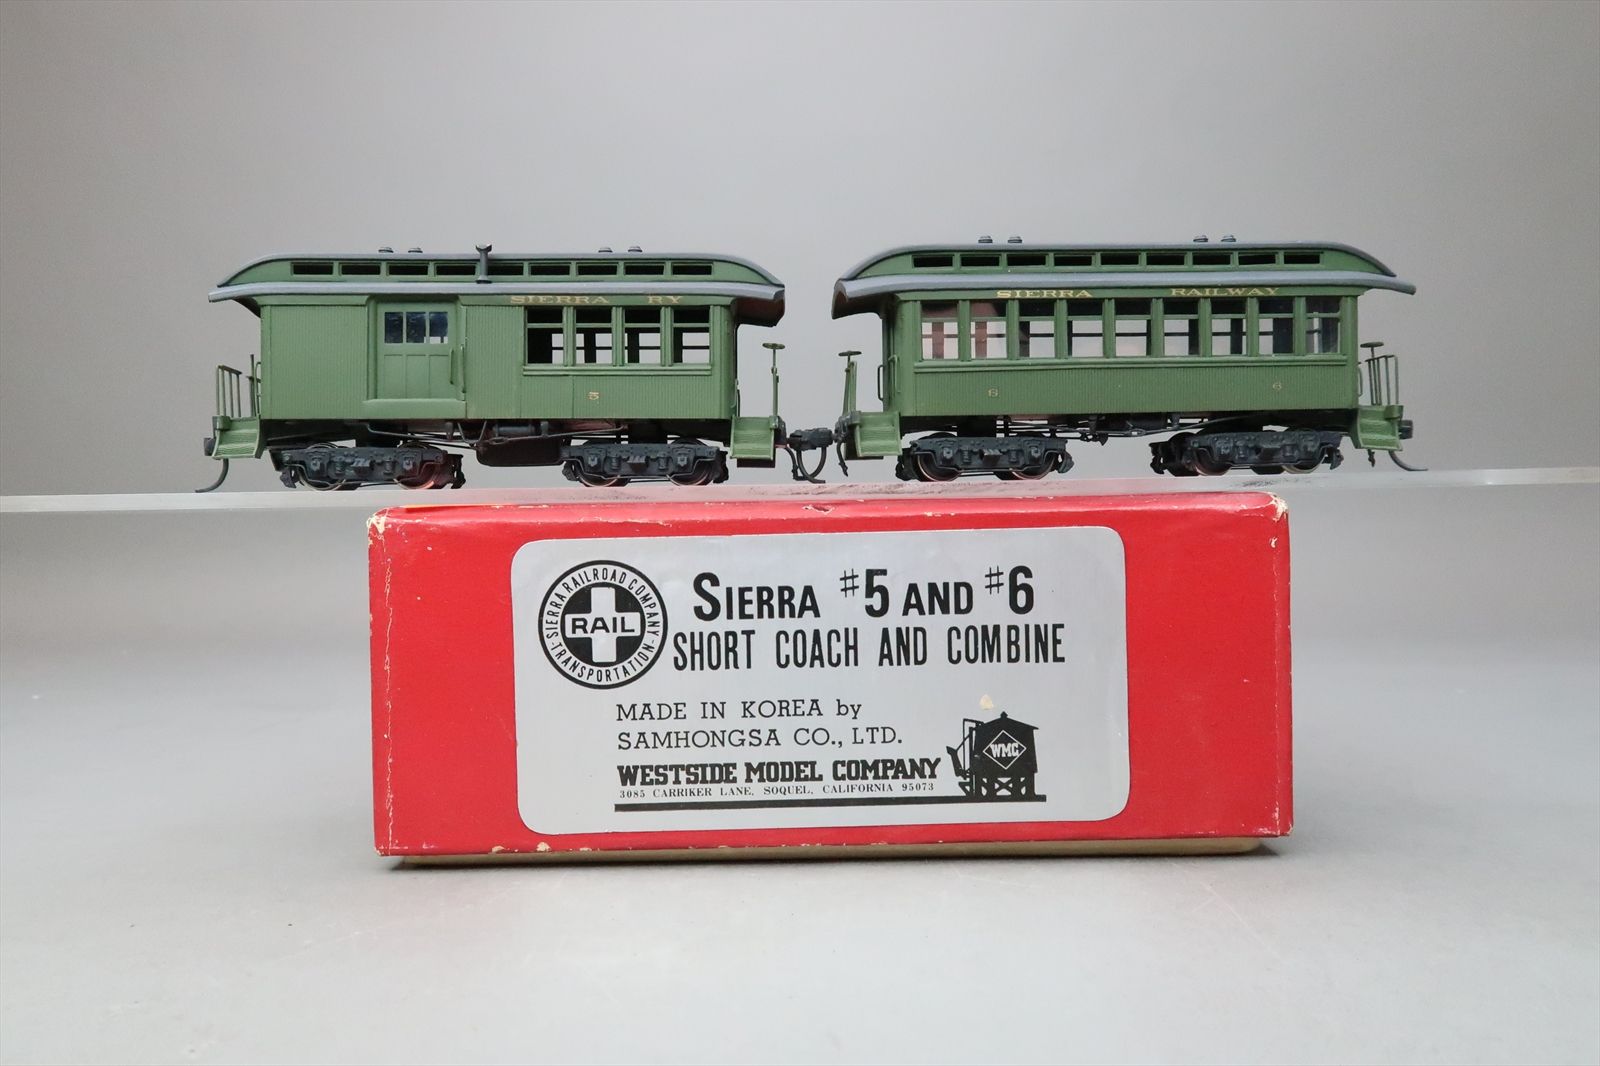 SIERRA RY
5
SIERRA RAILWAY
6 6
SIERRA RAILROAD COMPANY
RAIL
-TRANSPORTATION-
SIERRA #5 AND #6
SHORT COACH AND COMBINE
MADE IN KOREA by
SAMHONGSA CO., LTD.
WMC
WESTSIDE MODEL COMPANY
3085 CARRIKER LANE, SOQUEL, CALIFORNIA 95073